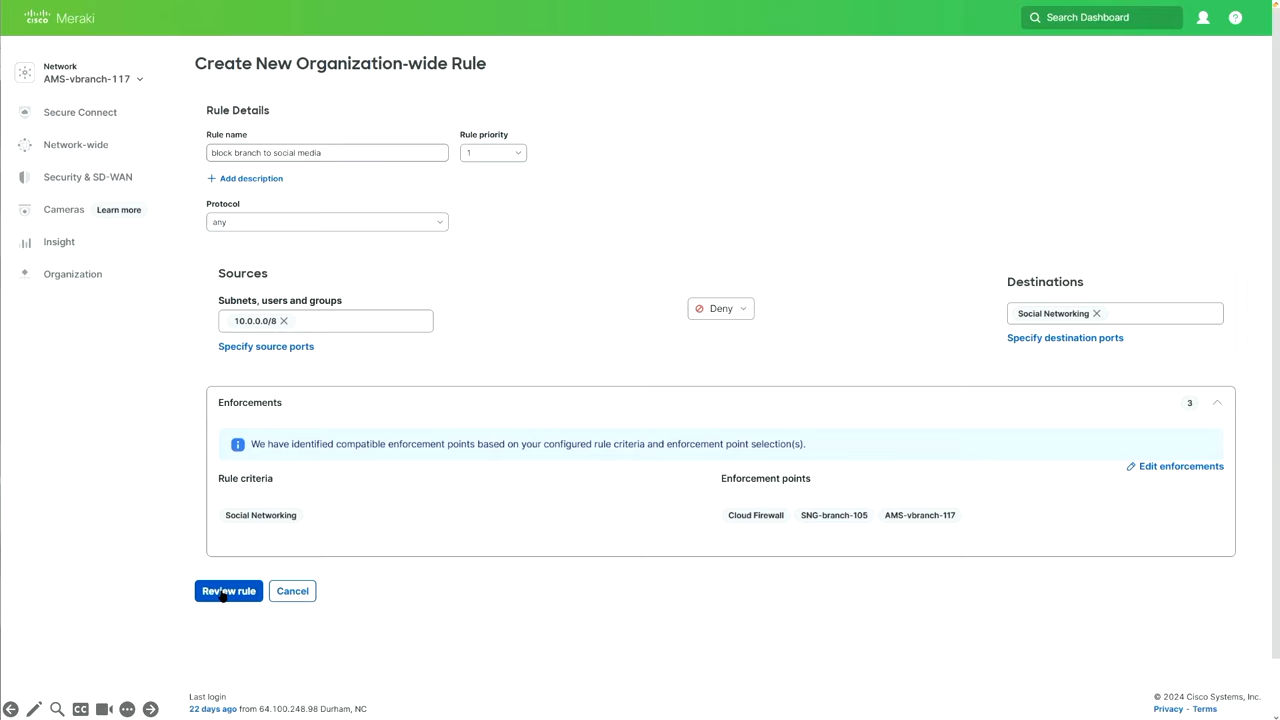 cisco Meraki
Search Dashboard
Network
AMS-vbranch-117
Secure Connect
Network-wide
Security & SD-WAN
Cameras Learn more
Insight
Organization
Create New Organization-wide Rule
Rule Details
Rule name Rule priority
block branch to social media 1
+ Add description
Protocol
any
Sources
Subnets, users and groups
10.0.0.0/8
Specify source ports
Deny
Destinations
Social Networking
Specify destination ports
Enforcements 3
We have identified compatible enforcement points based on your configured rule criteria and enforcement point selection(s).
Edit enforcements
Rule criteria Enforcement points
Social Networking Cloud Firewall SNG-branch-105 AMS-vbranch-117
Review rule Cancel
Last login
22 days ago from 64.100.248.98 Durham, NC
© 2024 Cisco Systems, Inc.
Privacy - Terms
CC